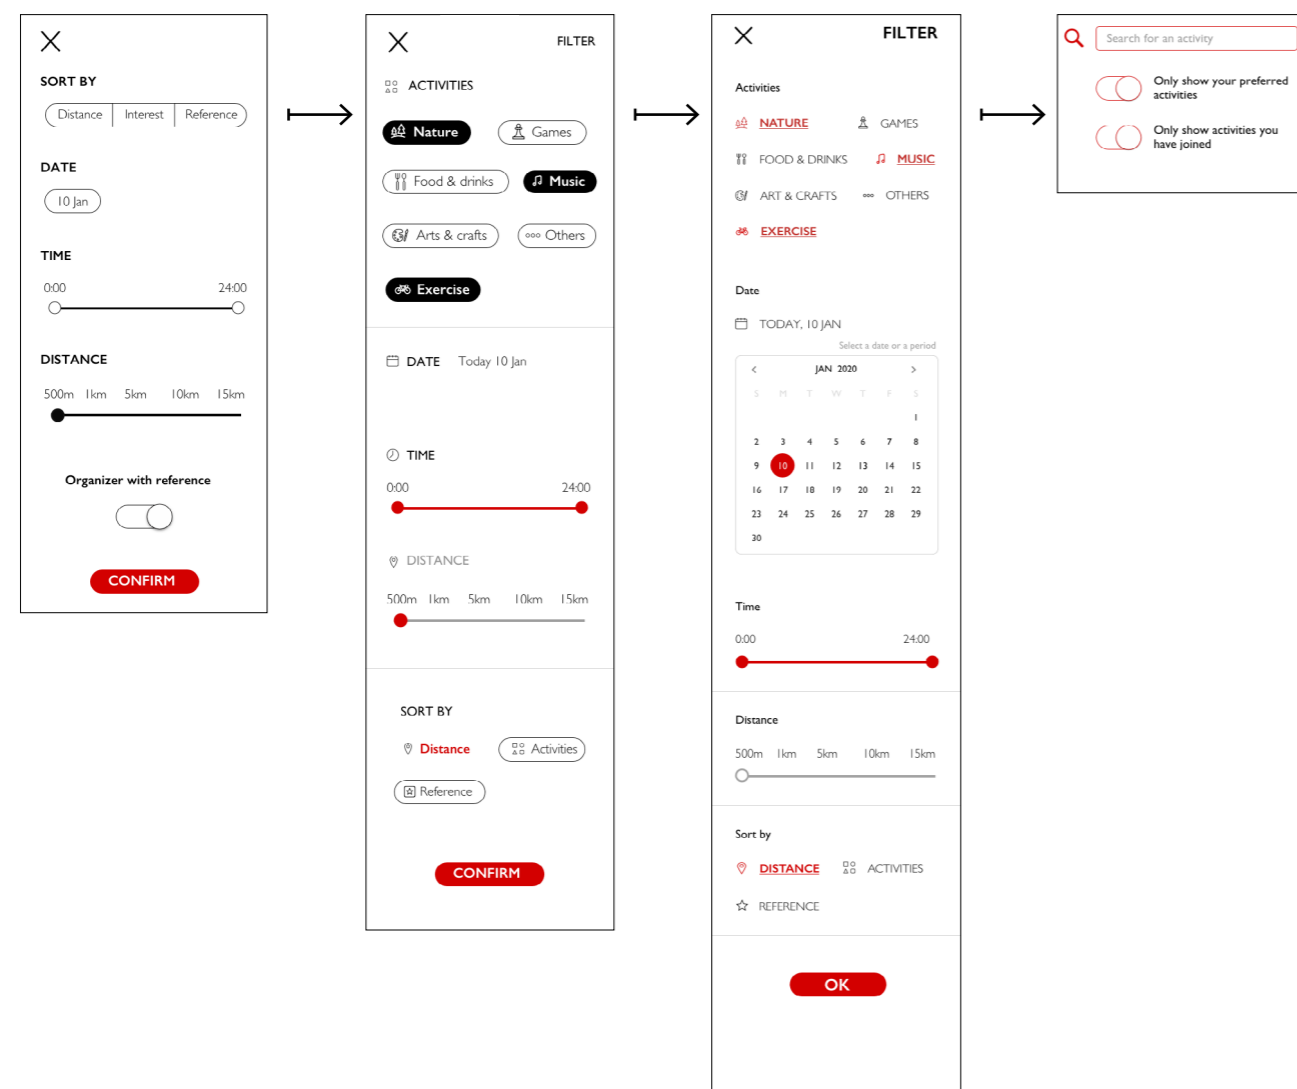 SORT BY
Distance Interest Reference
DATE
10 Jan
TIME
0:00 24:00
DISTANCE
500m 1km 5km 10km 15km
Organizer with reference
CONFIRM
FILTER
ACTIVITIES
Nature Games
Food & drinks Music
Arts & crafts Others
Exercise
DATE Today 10 Jan
TIME
0:00 24:00
DISTANCE
500m 1km 5km 10km 15km
SORT BY
Distance Activities
Reference
CONFIRM
FILTER
Activities
NATURE GAMES
FOOD & DRINKS MUSIC
ART & CRAFTS OTHERS
EXERCISE
Date
TODAY, 10 JAN
Select a date or a period
< JAN 2020 >
S M T W T F S
1
2 3 4 5 6 7 8
9 10 11 12 13 14 15
16 17 18 19 20 21 22
23 24 25 26 27 28 29
30
Time
0:00 24:00
Distance
500m 1km 5km 10km 15km
Sort by
DISTANCE ACTIVITIES
REFERENCE
OK
Search for an activity
Only show your preferred
activities
Only show activities you
have joined